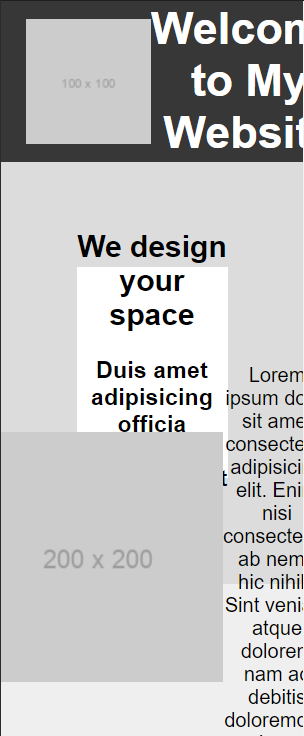 100 x 100
Welcon
to My
Websit
We design
your
space
Duis amet
adipisicing
officia
t
200 x 200
Lorem
ipsum do
sit ame
consecte
adipisici
elit. Eni
nisi
consecte
ab nem
hic nihil
Sint venia
atque
dolorem
nam ac
debitis
doloremo